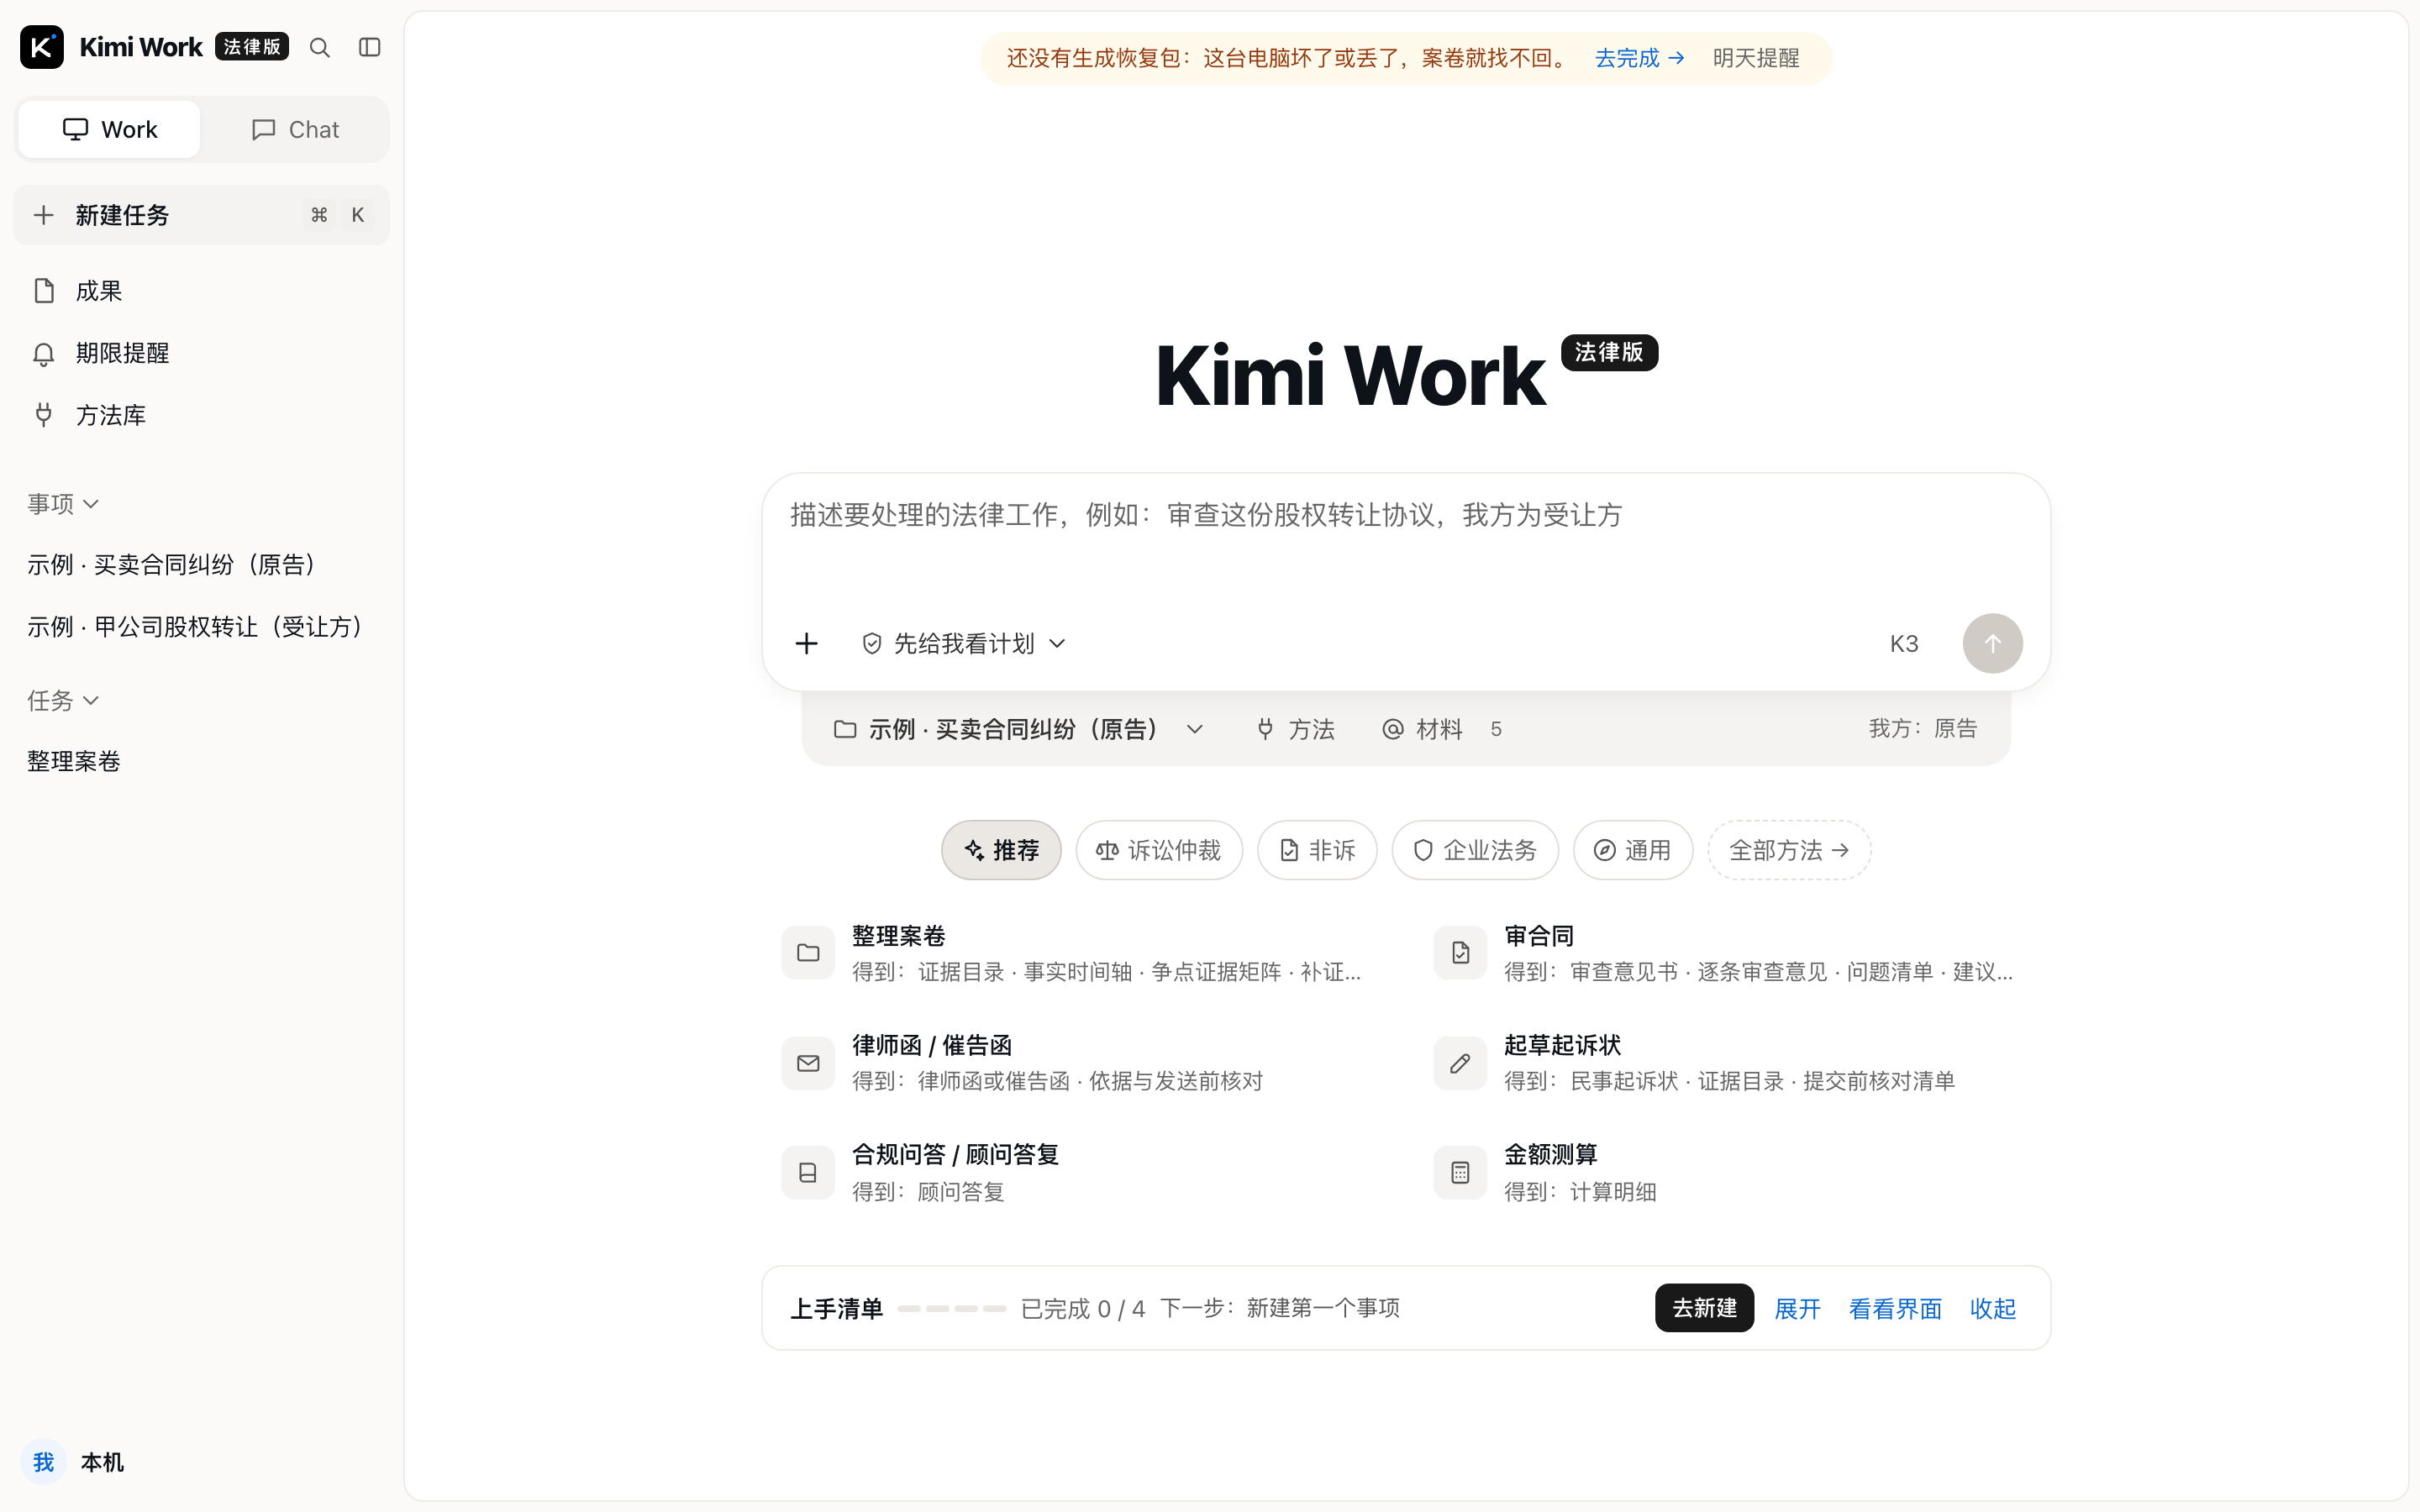 Kimi Work 法律版
Work
Chat
新建任务 ⌘ K
成果
期限提醒
方法库
事项
示例 · 买卖合同纠纷（原告）
示例 · 甲公司股权转让（受让方）
任务
整理案卷
我 本机
还没有生成恢复包：这台电脑坏了或丢了，案卷就找不回。 去完成 → 明天提醒
Kimi Work 法律版
描述要处理的法律工作，例如：审查这份股权转让协议，我方为受让方
先给我看计划
K3
示例 · 买卖合同纠纷（原告） 方法 材料 5 我方：原告
推荐 诉讼仲裁 非诉 企业法务 通用 全部方法 →
整理案卷
得到：证据目录 · 事实时间轴 · 争点证据矩阵 · 补证...
审合同
得到：审查意见书 · 逐条审查意见 · 问题清单 · 建议...
律师函 / 催告函
得到：律师函或催告函 · 依据与发送前核对
起草起诉状
得到：民事起诉状 · 证据目录 · 提交前核对清单
合规问答 / 顾问答复
得到：顾问答复
金额测算
得到：计算明细
上手清单 已完成 0 / 4 下一步：新建第一个事项 去新建 展开 看看界面 收起